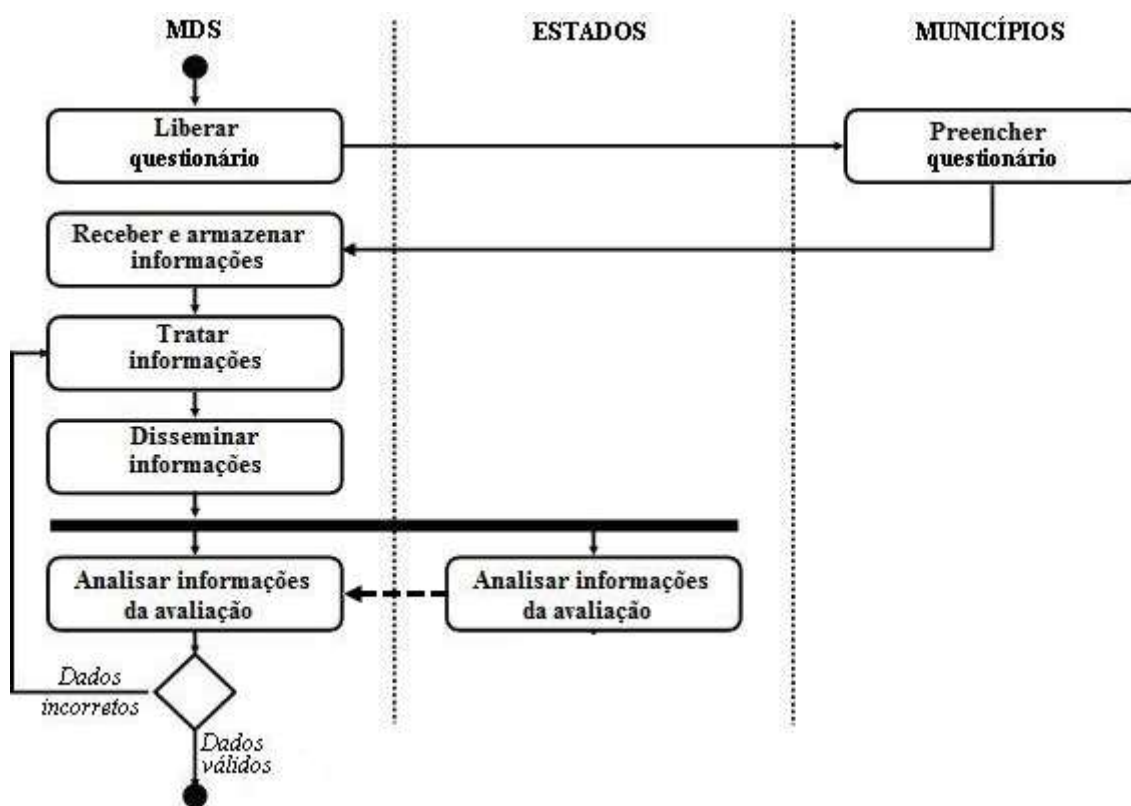 MDS
ESTADOS
MUNICÍPIOS
Liberar
questionário
Preencher
questionário
Receber e armazenar
informações
Tratar
informações
Disseminar
informações
Analisar informações
da avaliação
Analisar informações
da avaliação
Dados
incorretos
Dados
válidos